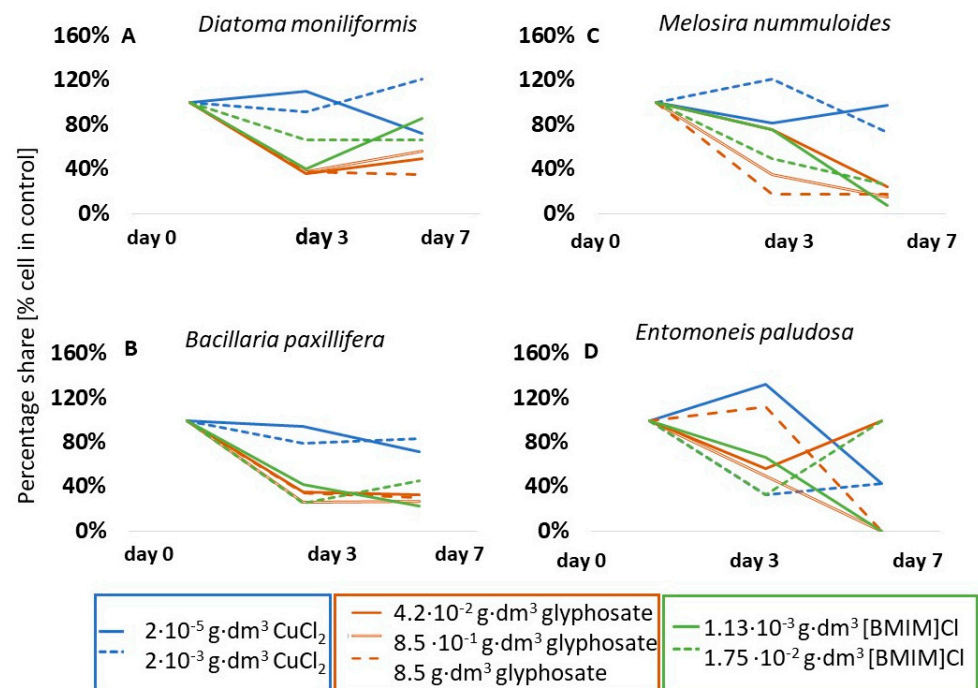 Percentage share [% cell in control]
A
Diatoma moniliformis
160%
120%
80%
40%
0%
day 0 day 3 day 7
C
Melosira nummuloides
160%
120%
80%
40%
0%
day 0 day 3 day 7
B
Bacillaria paxillifera
160%
120%
80%
40%
0%
day 0 day 3 day 7
D
Entomoneis paludosa
160%
120%
80%
40%
0%
day 0 day 3 day 7
2·10⁻⁵ g·dm³ CuCl₂
2·10⁻³ g·dm³ CuCl₂
4.2·10⁻² g·dm³ glyphosate
8.5 ·10⁻¹ g·dm³ glyphosate
8.5 g·dm³ glyphosate
1.13·10⁻³ g·dm³ [BMIM]Cl
1.75 ·10⁻² g·dm³ [BMIM]Cl